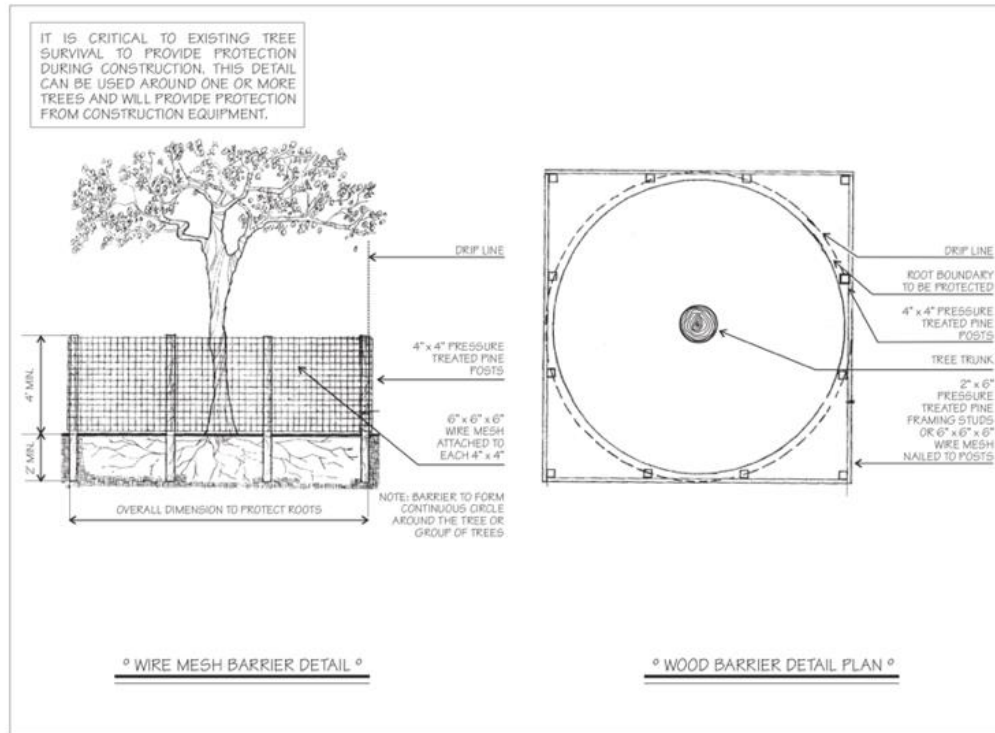 IT IS CRITICAL TO EXISTING TREE
SURVIVAL TO PROVIDE PROTECTION
DURING CONSTRUCTION. THIS DETAIL
CAN BE USED AROUND ONE OR MORE
TREES AND WILL PROVIDE PROTECTION
FROM CONSTRUCTION EQUIPMENT.
DRIP LINE
4" x 4" PRESSURE
TREATED PINE
POSTS
4' MIN.
6" x 6" x 6"
WIRE MESH
ATTACHED TO
EACH 4" x 4"
2' MIN.
NOTE: BARRIER TO FORM
CONTINUOUS CIRCLE
AROUND THE TREE OR
GROUP OF TREES
OVERALL DIMENSION TO PROTECT ROOTS
° WIRE MESH BARRIER DETAIL °
DRIP LINE
ROOT BOUNDARY
TO BE PROTECTED
4" x 4" PRESSURE
TREATED PINE
POSTS
TREE TRUNK
2" x 6"
PRESSURE
TREATED PINE
FRAMING STUDS
OR 6" x 6" x 6"
WIRE MESH
NAILED TO POSTS
° WOOD BARRIER DETAIL PLAN °